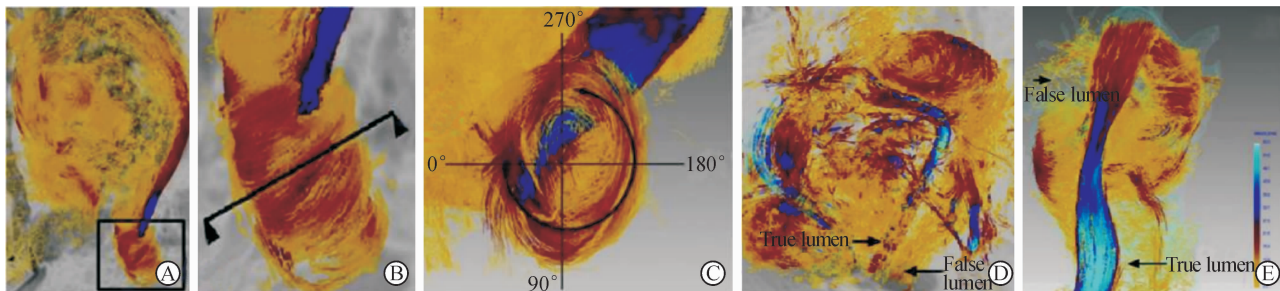 A
B
270°
0°
180°
90°
C
True lumen
False
lumen
D
False lumen
True lumen
E